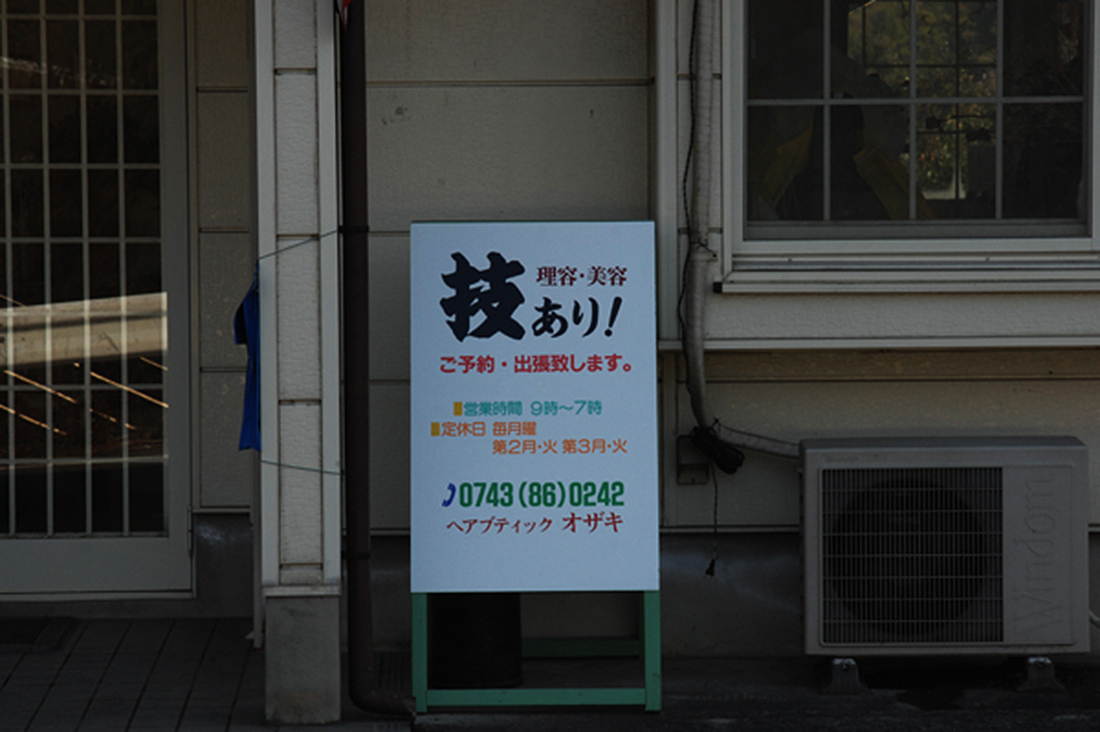 理容・美容
技あり!
ご予約・出張致します。
営業時間 9時〜7時
定休日 毎月曜
第2月・火 第3月・火
0743(86)0242
ヘアブティック オザキ
Windom